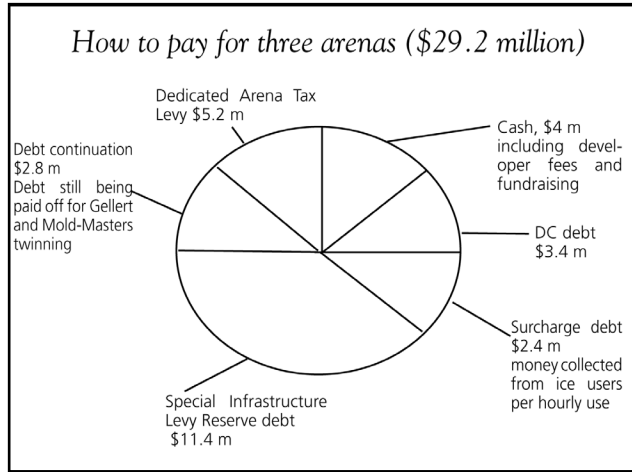 How to pay for three arenas ($29.2 million)
Dedicated Arena Tax
Levy $5.2 m
Cash, $4 m
including devel-
oper fees and
fundraising
Debt continuation
$2.8 m
Debt still being
paid off for Gellert
and Mold-Masters
twinning
DC debt
$3.4 m
Surcharge debt
$2.4 m
money collected
from ice users
per hourly use
Special Infrastructure
Levy Reserve debt
$11.4 m